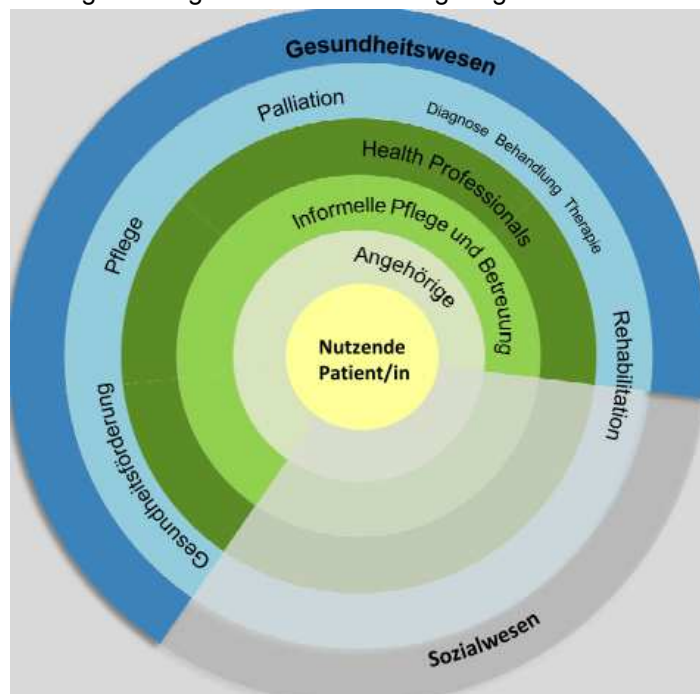 Gesundheitswesen
Palliation
Diagnose Behandlung Therapie
Health Professionals
Informelle Pflege und Betreuung
Angehörige
Pflege
Nutzende
Patient/in
Rehabilitation
Gesundheitsförderung
Sozialwesen